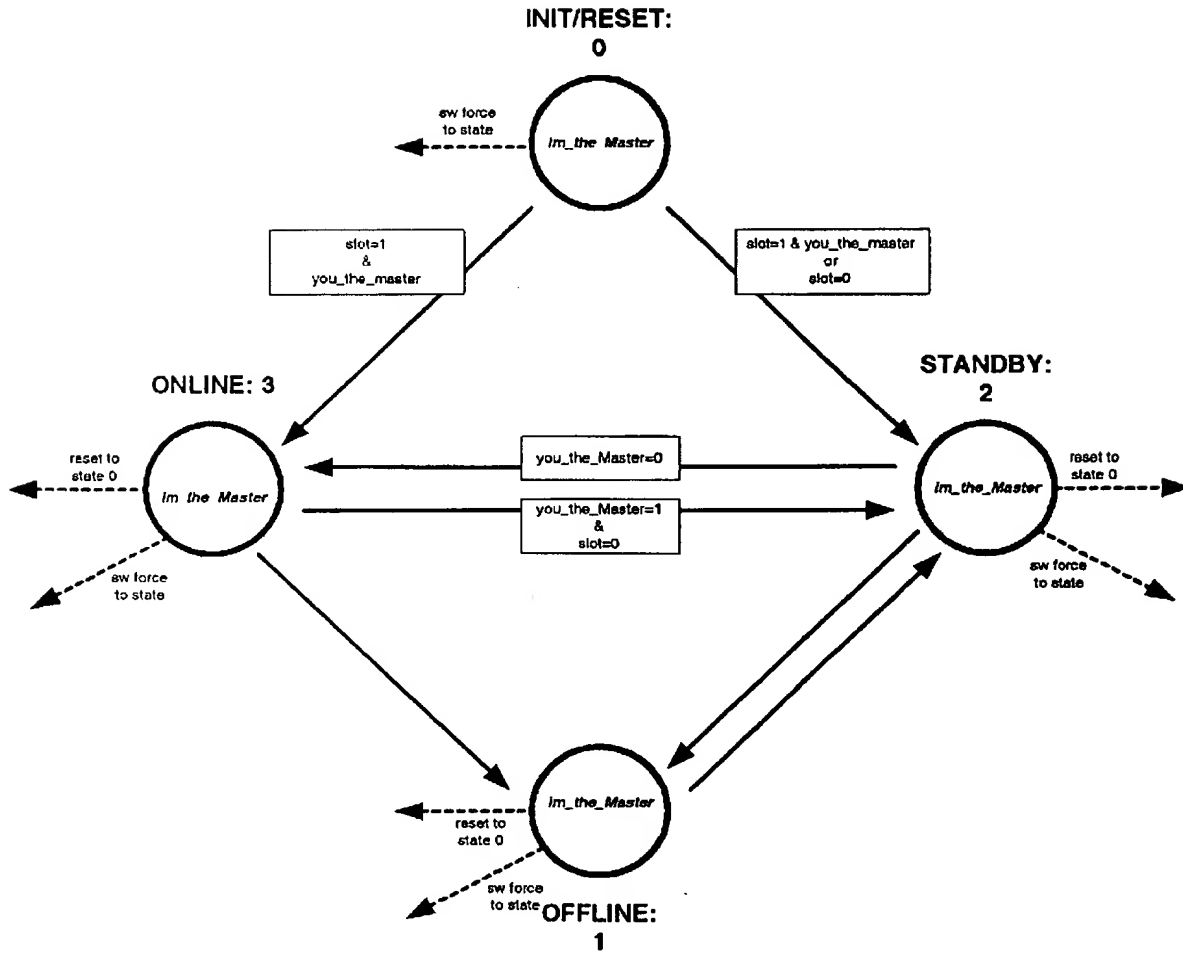 INIT/RESET:
0
sw force
to state
Im_the Master
slot=1
&
you_the_master
slot=1 & you_the_master
or
slot=0
ONLINE: 3
STANDBY:
2
reset to
state 0
Im the Master
sw force
to state
you_the_Master=0
you_the_Master=1
&
slot=0
Im_the_Master
reset to
state 0
sw force
to state
Im_the_Master
reset to
state 0
sw force
to state
OFFLINE:
1